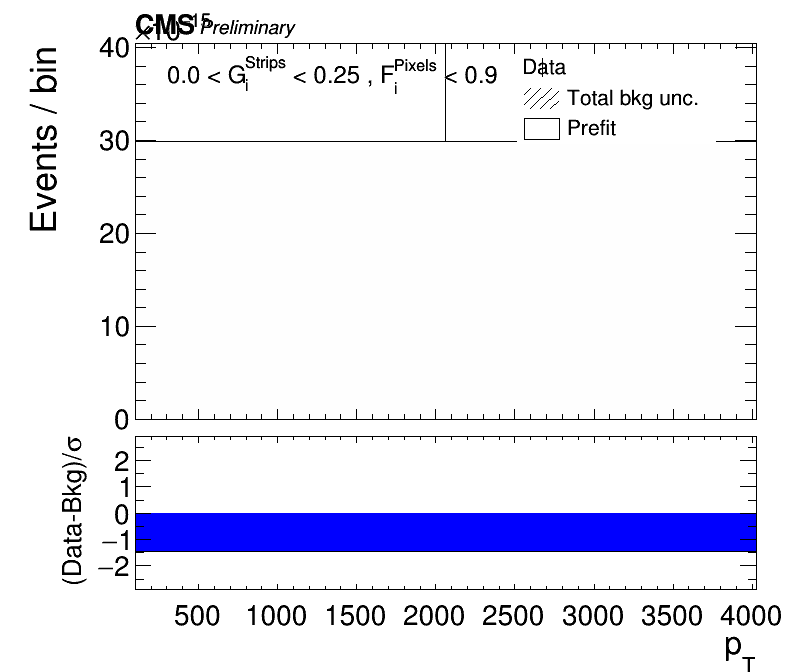 CMS Preliminary
×10^-15
40
Events / bin
0.0 < G_i^Strips < 0.25 , F_i^Pixels < 0.9
Data
Total bkg unc.
Prefit
30
20
10
0
(Data-Bkg)/σ
2
1
0
−1
−2
500 1000 1500 2000 2500 3000 3500 4000
p_T